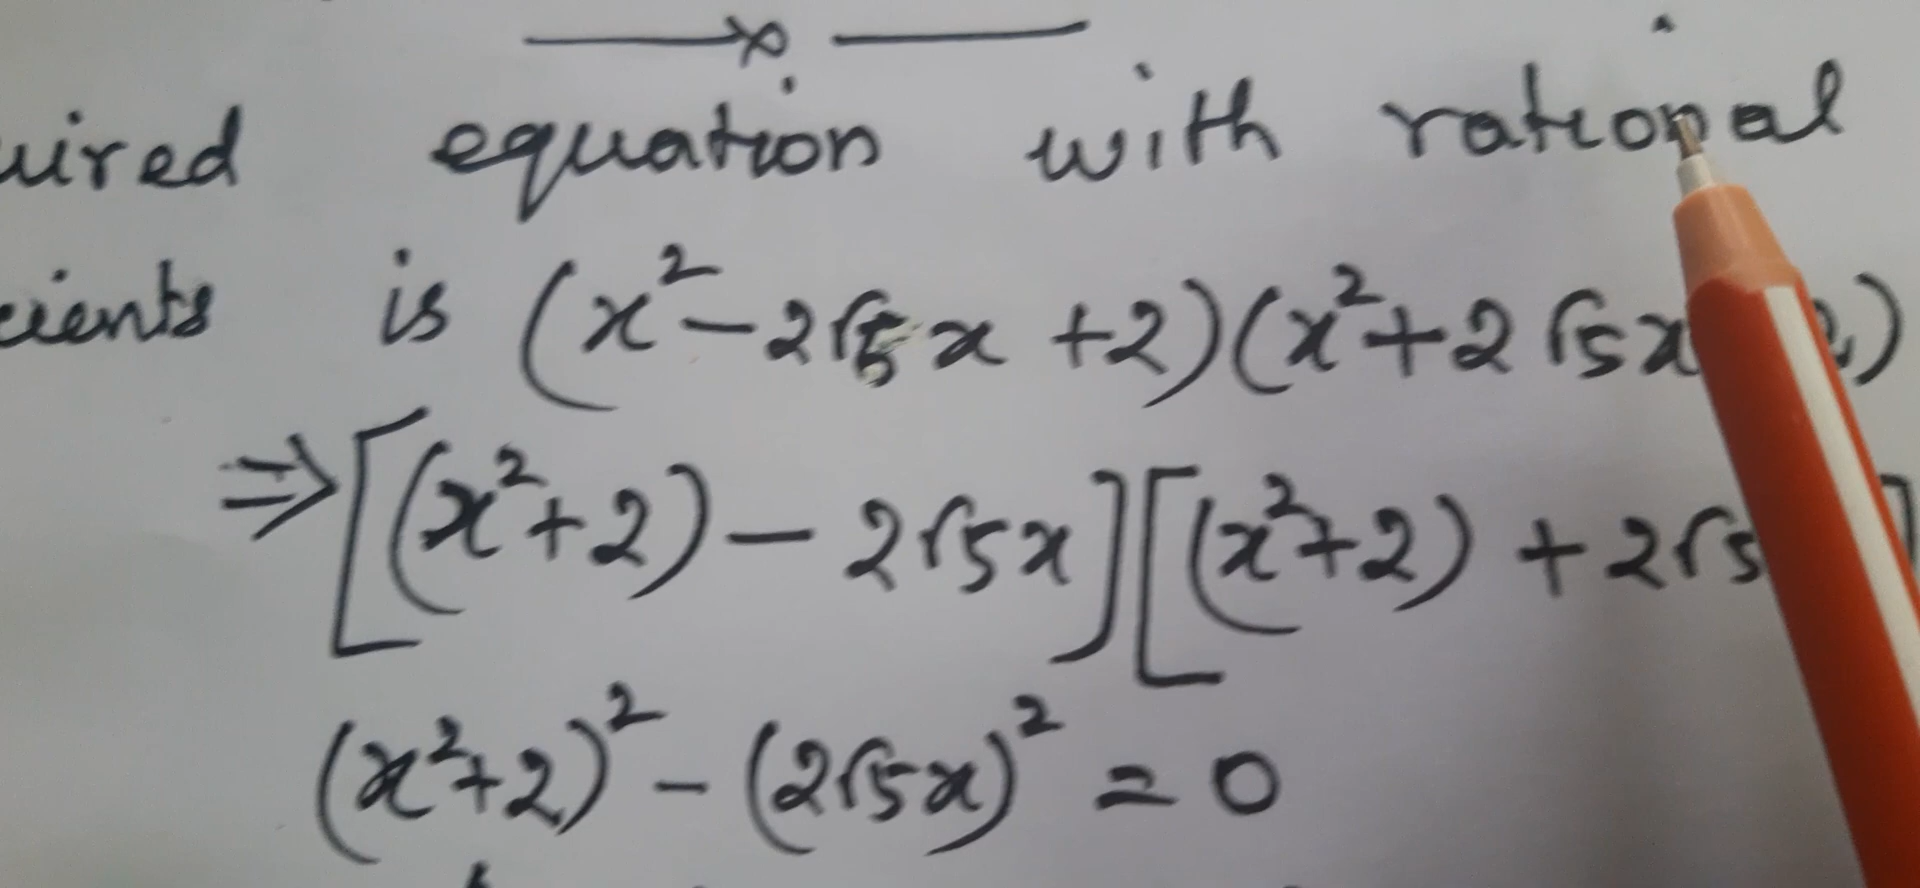 uired equation with rational
cients is (x²-2√5x +2)(x²+2√5x 2)
⇒[(x²+2) - 2√5x][(x²+2) + 2√5 ]
(x²+2)² - (2√5x)² = 0